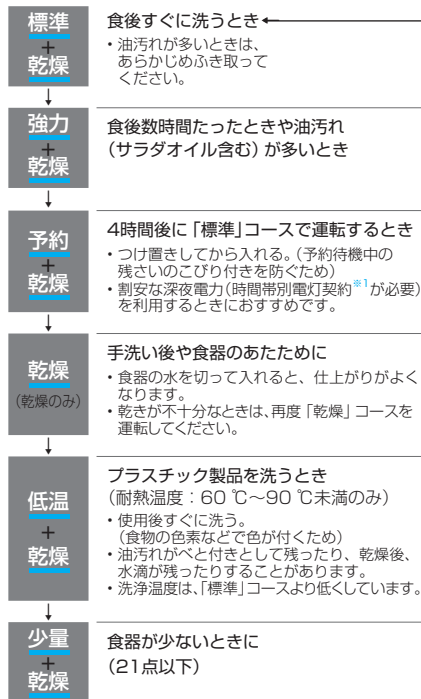 標準
+
乾燥
食後すぐに洗うとき
・油汚れが多いときは、
あらかじめふき取って
ください。
強力
+
乾燥
食後数時間たったときや油汚れ
（サラダオイル含む）が多いとき
予約
+
乾燥
4時間後に「標準」コースで運転するとき
・つけ置きしてから入れる。（予約待機中の
残さいのこびり付きを防ぐため）
・割安な深夜電力（時間帯別電灯契約※1が必要）
を利用するときにおすすめです。
乾燥
（乾燥のみ）
手洗い後や食器のあたために
・食器の水を切って入れると、仕上がりがよく
なります。
・乾きが不十分なときは、再度「乾燥」コースを
運転してください。
低温
+
乾燥
プラスチック製品を洗うとき
（耐熱温度：60℃～90℃未満のみ）
・使用後すぐに洗う。
（食物の色素などで色が付くため）
・油汚れがべと付きとして残ったり、乾燥後、
水滴が残ったりすることがあります。
・洗浄温度は、「標準」コースより低くしています。
少量
+
乾燥
食器が少ないときに
（21点以下）